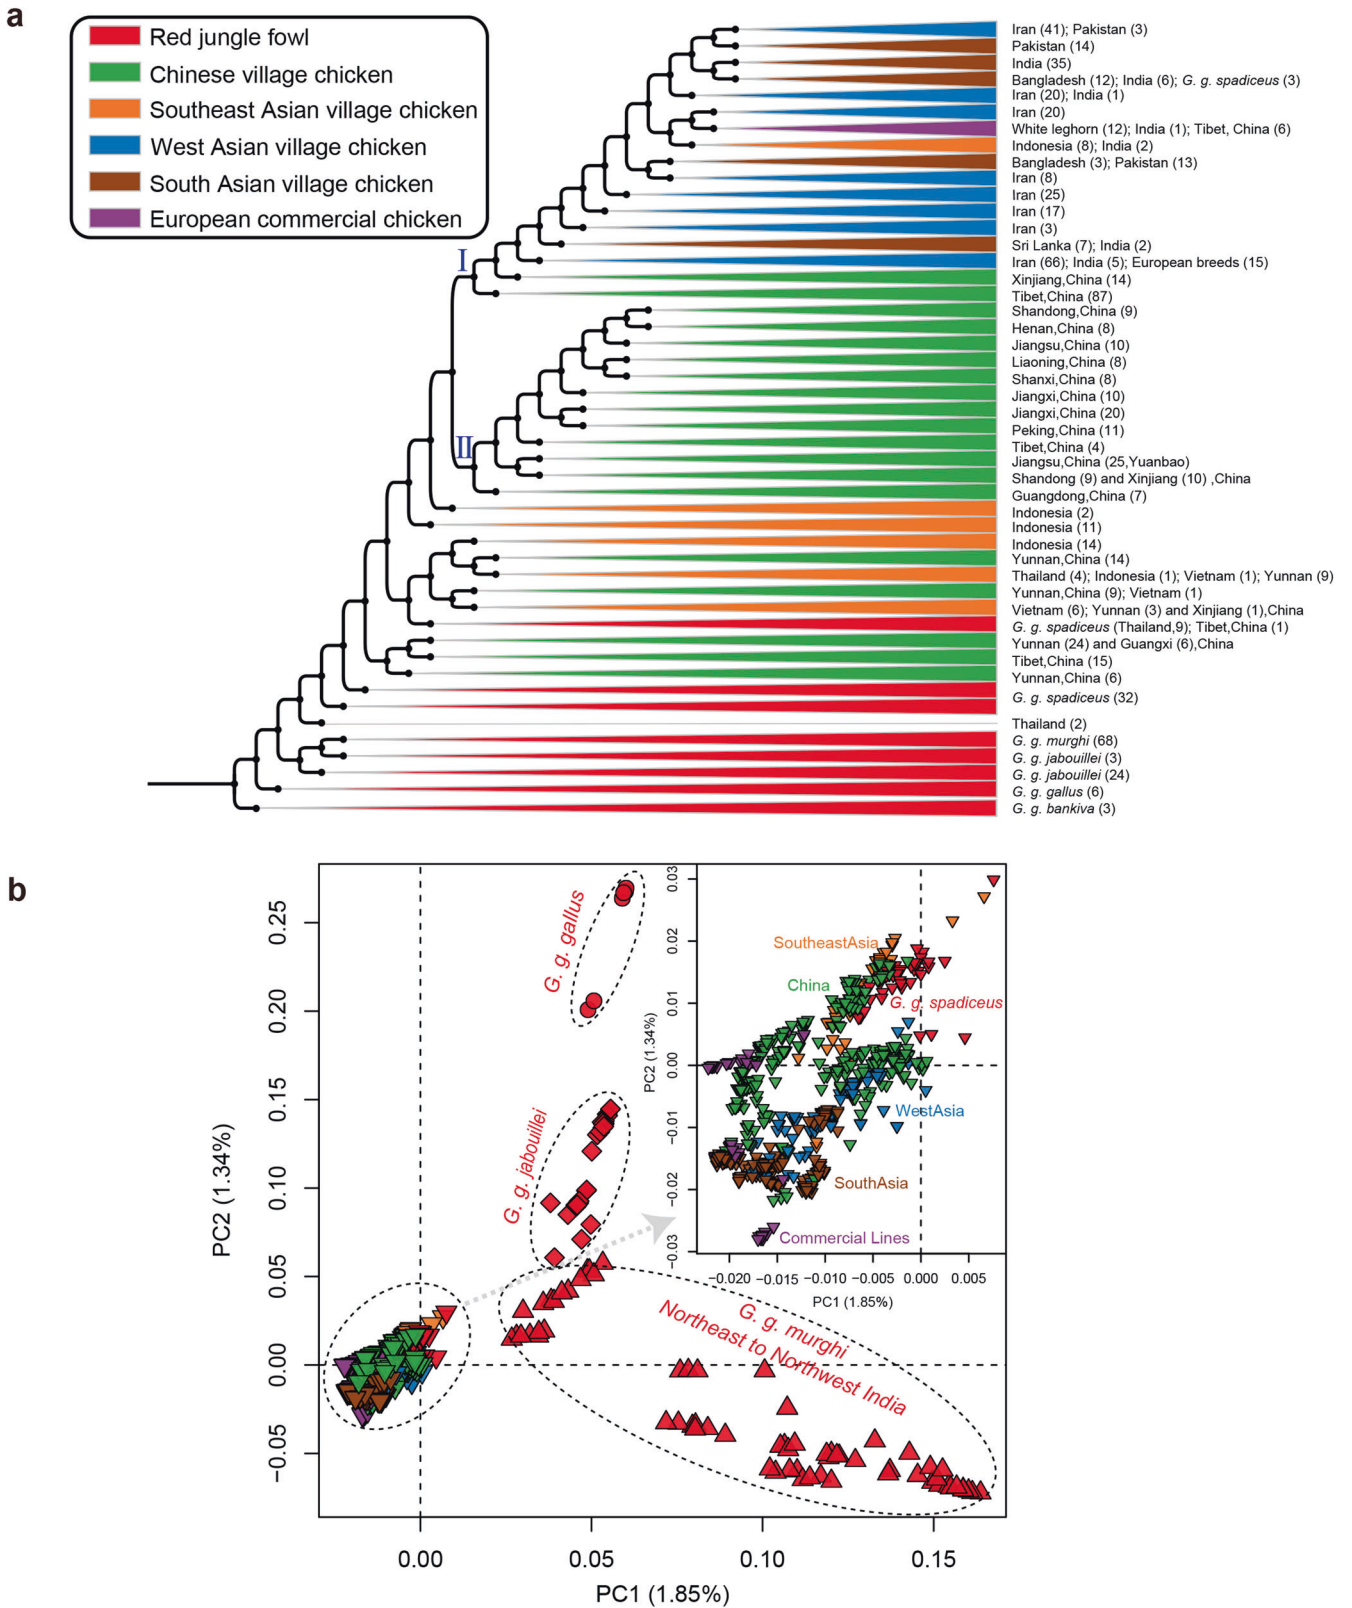 a
Red jungle fowl
Chinese village chicken
Southeast Asian village chicken
West Asian village chicken
South Asian village chicken
European commercial chicken
I
II
Iran (41); Pakistan (3)
Pakistan (14)
India (35)
Bangladesh (12); India (6); G. g. spadiceus (3)
Iran (20); India (1)
Iran (20)
White leghorn (12); India (1); Tibet, China (6)
Indonesia (8); India (2)
Bangladesh (3); Pakistan (13)
Iran (8)
Iran (25)
Iran (17)
Iran (3)
Sri Lanka (7); India (2)
Iran (66); India (5); European breeds (15)
Xinjiang,China (14)
Tibet,China (87)
Shandong,China (9)
Henan,China (8)
Jiangsu,China (10)
Liaoning,China (8)
Shanxi,China (8)
Jiangxi,China (10)
Jiangxi,China (20)
Peking,China (11)
Tibet,China (4)
Jiangsu,China (25,Yuanbao)
Shandong (9) and Xinjiang (10) ,China
Guangdong,China (7)
Indonesia (2)
Indonesia (11)
Indonesia (14)
Yunnan,China (14)
Thailand (4); Indonesia (1); Vietnam (1); Yunnan (9)
Yunnan,China (9); Vietnam (1)
Vietnam (6); Yunnan (3) and Xinjiang (1),China
G. g. spadiceus (Thailand,9); Tibet,China (1)
Yunnan (24) and Guangxi (6),China
Tibet,China (15)
Yunnan,China (6)
G. g. spadiceus (32)
Thailand (2)
G. g. murghi (68)
G. g. jabouillei (3)
G. g. jabouillei (24)
G. g. gallus (6)
G. g. bankiva (3)
b
PC2 (1.34%)
0.25
0.20
0.15
0.10
0.05
0.00
−0.05
0.00
0.05
0.10
0.15
PC1 (1.85%)
G. g. gallus
G. g. jabouillei
G. g. murghi
Northeast to Northwest India
PC2 (1.34%)
0.03
0.02
0.01
0.00
−0.01
−0.02
−0.03
SoutheastAsia
China
G. g. spadiceus
WestAsia
SouthAsia
Commercial Lines
−0.020
−0.015
−0.010
−0.005
0.000
0.005
PC1 (1.85%)